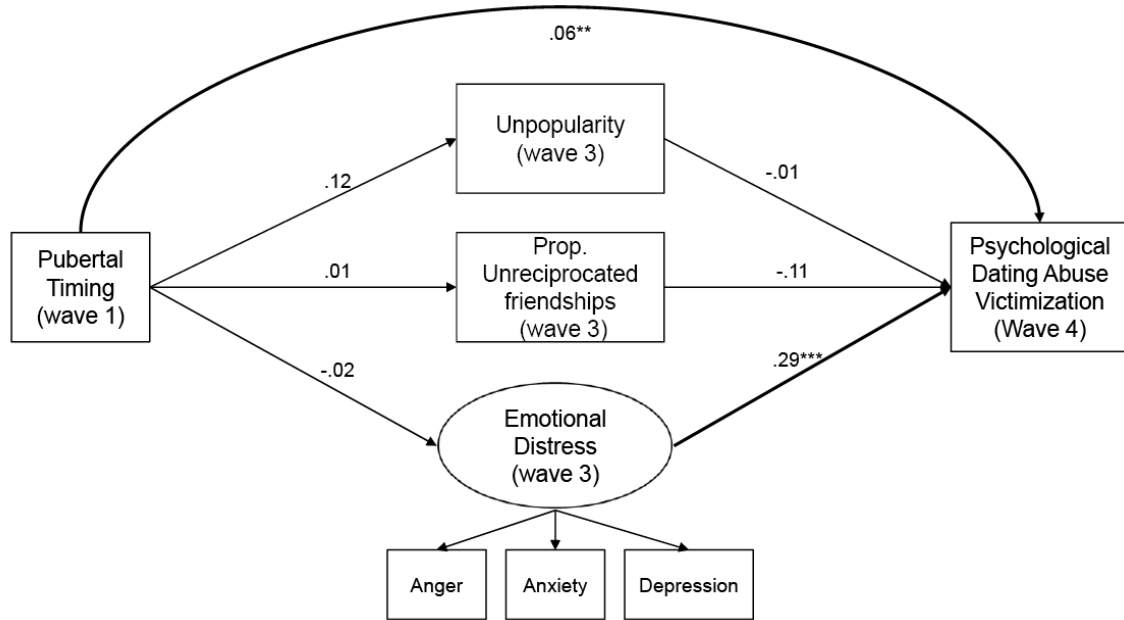 .06**
Unpopularity
(wave 3)
.12
-.01
Pubertal
Timing
(wave 1)
.01
Prop.
Unreciprocated
friendships
(wave 3)
-.11
Psychological
Dating Abuse
Victimization
(Wave 4)
-.02
.29***
Emotional
Distress
(wave 3)
Anger
Anxiety
Depression